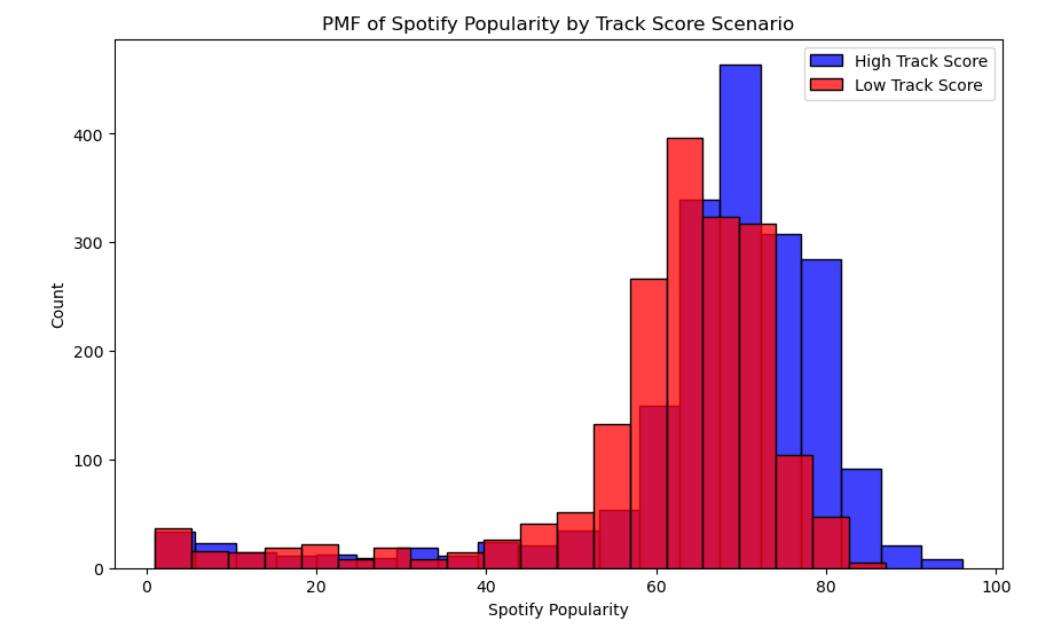 PMF of Spotify Popularity by Track Score Scenario
High Track Score
Low Track Score
Count
400
300
200
100
0
0 20 40 60 80 100
Spotify Popularity